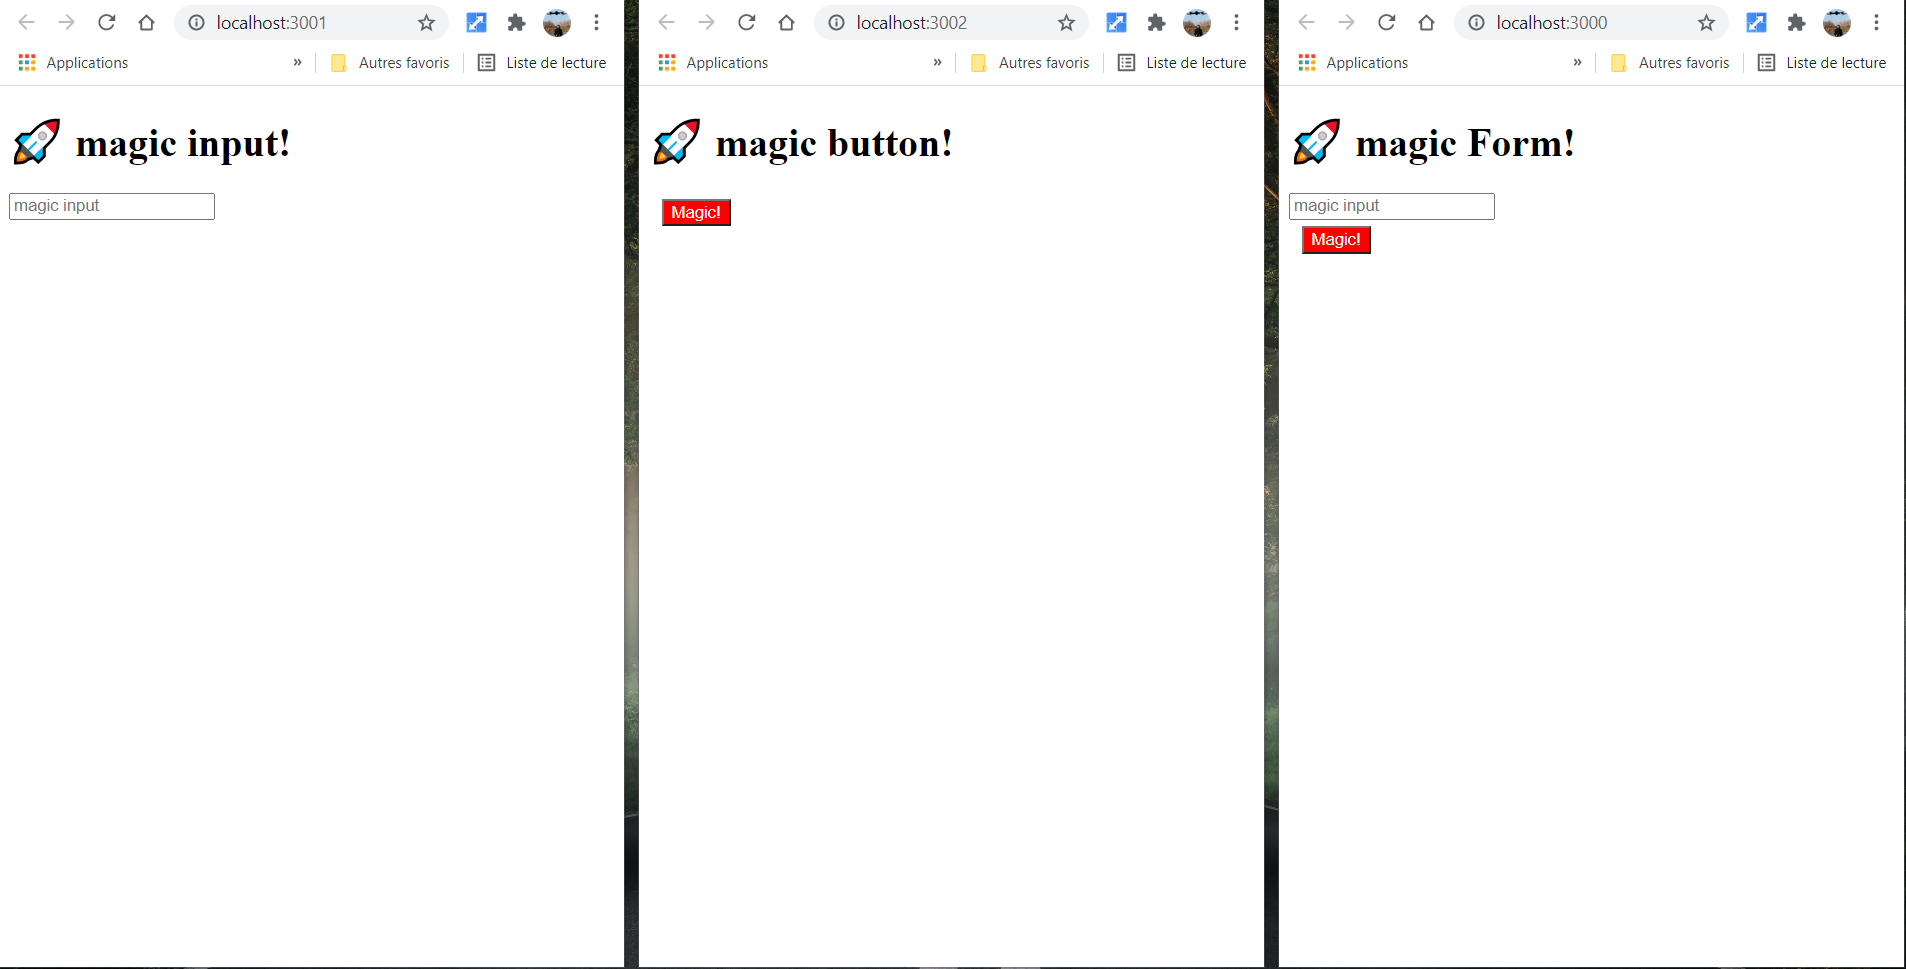 localhost:3001
Applications » Autres favoris Liste de lecture
🚀 magic input!
magic input
localhost:3002
Applications » Autres favoris Liste de lecture
🚀 magic button!
Magic!
localhost:3000
Applications » Autres favoris Liste de lecture
🚀 magic Form!
magic input
Magic!